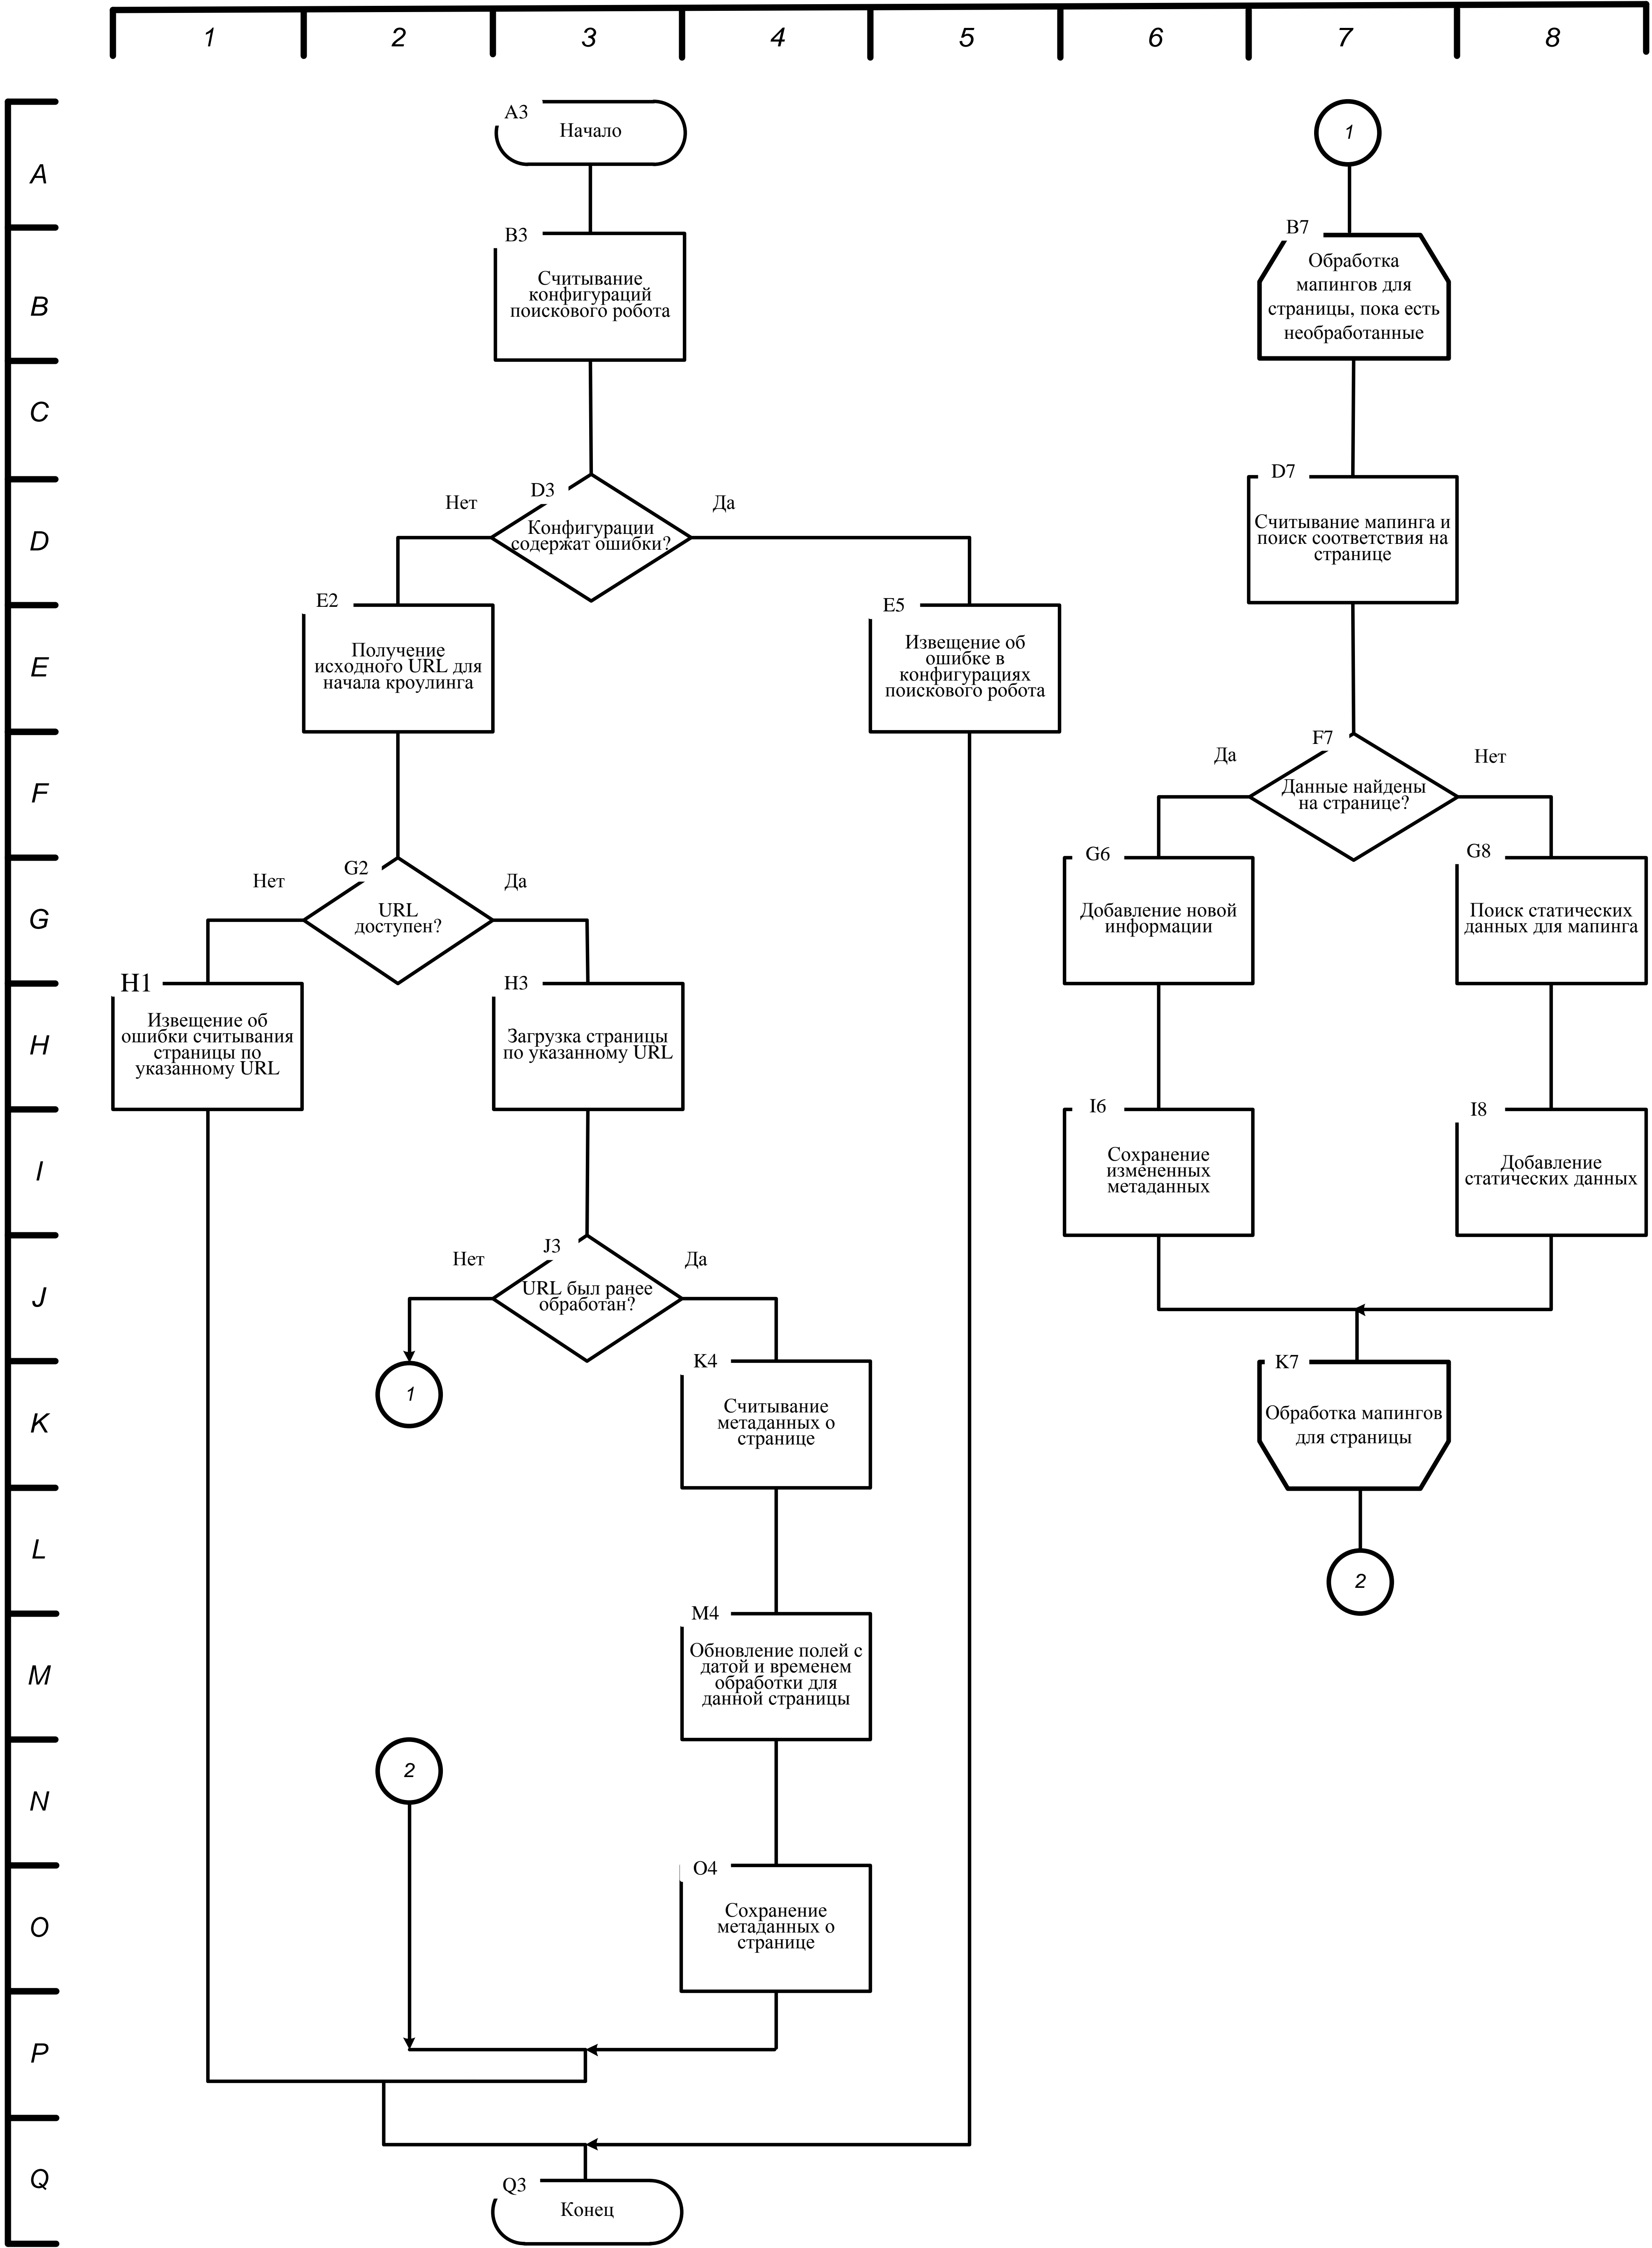 1 2 3 4 5 6 7 8
A
B
C
D
E
F
G
H
I
J
K
L
M
N
O
P
Q
A3
Начало
B3
Считывание
конфигураций
поискового робота
D3
Конфигурации
содержат ошибки?
Нет
Да
E2
Получение
исходного URL для
начала кроулинга
E5
Извещение об
ошибке в
конфигурациях
поискового робота
G2
URL
доступен?
Нет
Да
H1
Извещение об
ошибки считывания
страницы по
указанному URL
H3
Загрузка страницы
по указанному URL
J3
URL был ранее
обработан?
Нет
Да
1
K4
Считывание
метаданных о
странице
M4
Обновление полей с
датой и временем
обработки для
данной страницы
2
O4
Сохранение
метаданных о
странице
Q3
Конец
1
B7
Обработка
мапингов для
страницы, пока есть
необработанные
D7
Считывание мапинга и
поиск соответствия на
странице
F7
Данные найдены
на странице?
Да
Нет
G6
Добавление новой
информации
G8
Поиск статических
данных для мапинга
I6
Сохранение
измененных
метаданных
I8
Добавление
статических данных
K7
Обработка мапингов
для страницы
2